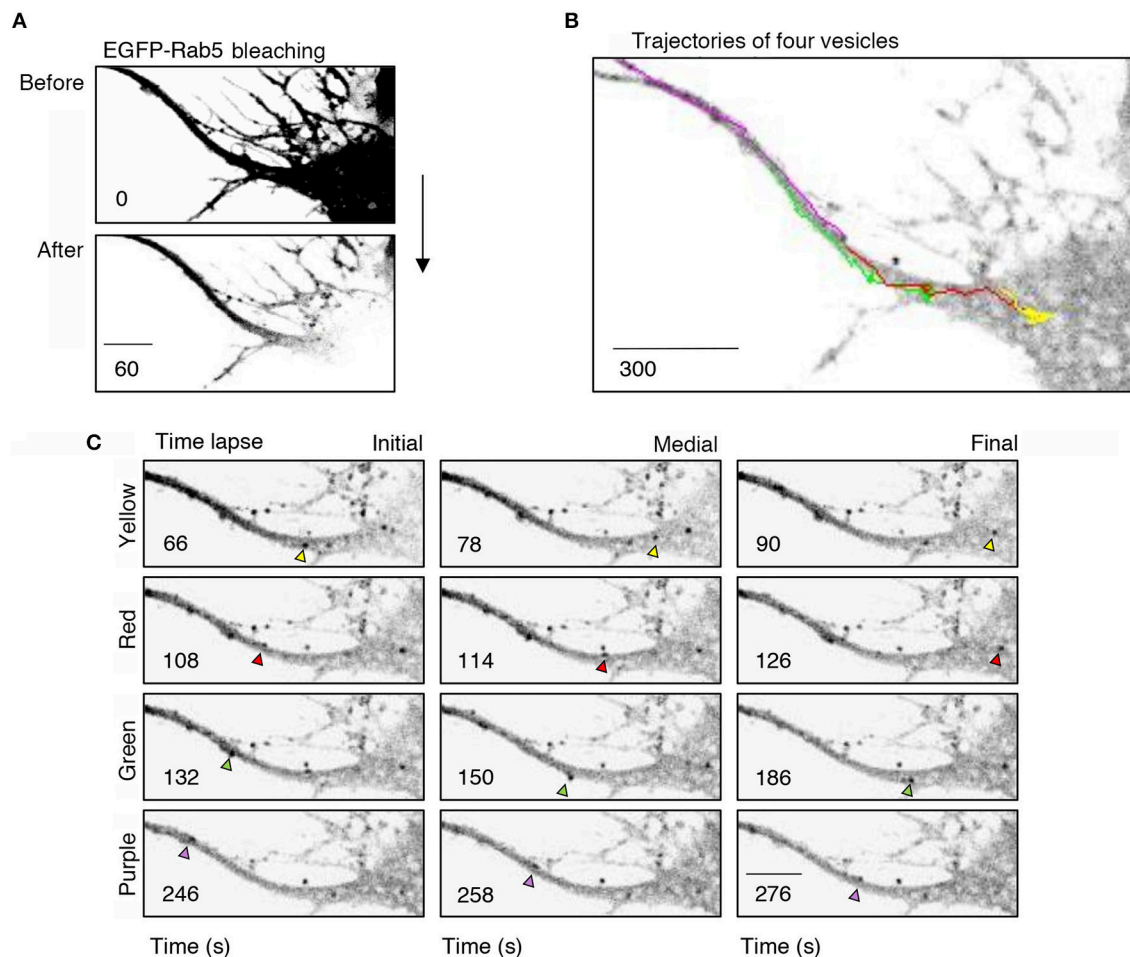 A
EGFP-Rab5 bleaching
Before
0
After
60
B
Trajectories of four vesicles
300
C
Time lapse Initial Medial Final
Yellow
66 78 90
Red
108 114 126
Green
132 150 186
Purple
246 258 276
Time (s) Time (s) Time (s)